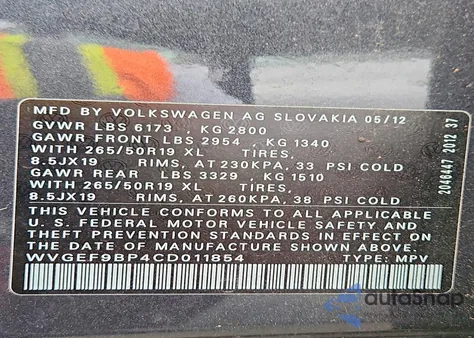 MFD BY VOLKSWAGEN AG SLOVAKIA 05/12
GVWR LBS 6173 , KG 2800
GAWR FRONT LBS 2954 , KG 1340
WITH 265/50R19 XL TIRES,
8.5JX19 RIMS, AT 230KPA, 33 PSI COLD
GAWR REAR LBS 3329 , KG 1510
WITH 265/50R19 XL TIRES,
8.5JX19 RIMS, AT 260KPA, 38 PSI COLD
THIS VEHICLE CONFORMS TO ALL APPLICABLE
U.S. FEDERAL MOTOR VEHICLE SAFETY AND
THEFT PREVENTION STANDARDS IN EFFECT ON
THE DATE OF MANUFACTURE SHOWN ABOVE.
WVGEF9BP4CD011854 TYPE: MPV
2046447 2012 37
autoSnap